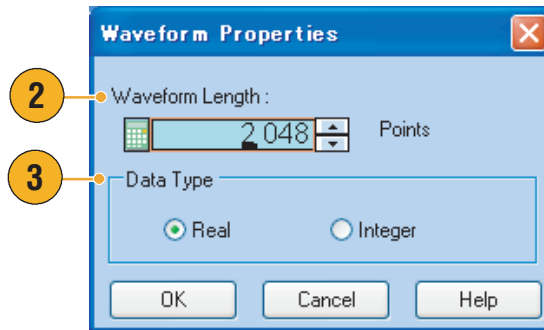 Waveform Properties
2
Waveform Length :
2 048 Points
3
Data Type
Real Integer
OK Cancel Help